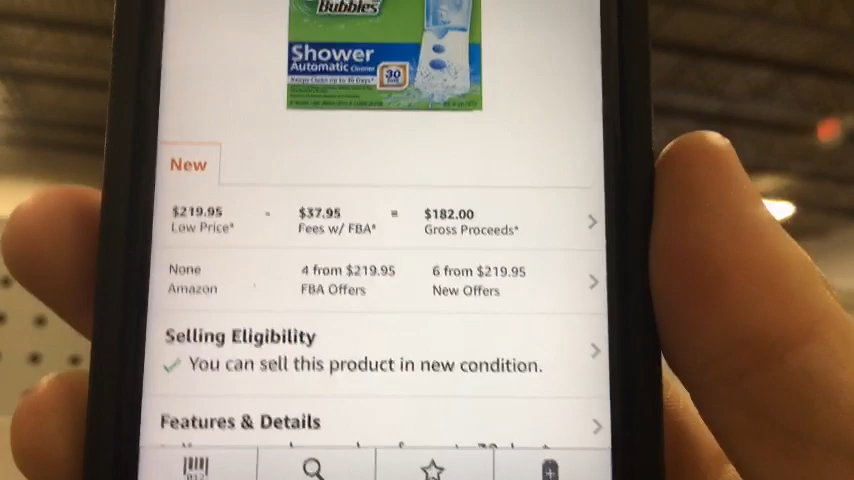 Bubbles
Shower
Automatic Cleaner
30
New
$219.95 - $37.95 = $182.00
Low Price* Fees w/ FBA* Gross Proceeds*
None 4 from $219.95 6 from $219.95
Amazon FBA Offers New Offers
Selling Eligibility
You can sell this product in new condition.
Features & Details